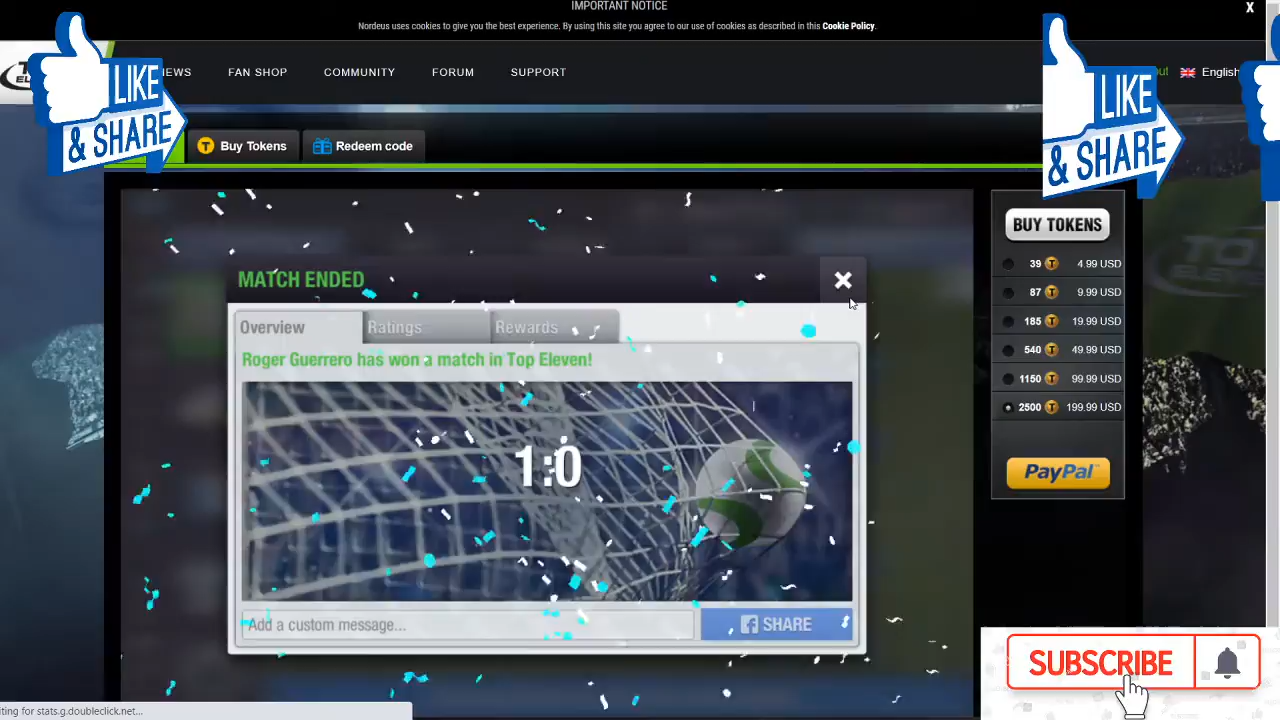 IMPORTANT NOTICE
X
Nordeus uses cookies to give you the best experience. By using this site you agree to our use of cookies as described in this Cookie Policy.
FAN SHOP
COMMUNITY
FORUM
SUPPORT
English
LIKE
& SHARE
LIKE
& SHARE
Buy Tokens
Redeem code
BUY TOKENS
39 T 4.99 USD
87 T 9.99 USD
185 T 19.99 USD
540 T 49.99 USD
1150 T 99.99 USD
2500 T 199.99 USD
PayPal
MATCH ENDED
Overview
Ratings
Rewards
Roger Guerrero has won a match in Top Eleven!
1:0
Add a custom message...
f SHARE
SUBSCRIBE
iting for stats.g.doubleclick.net...